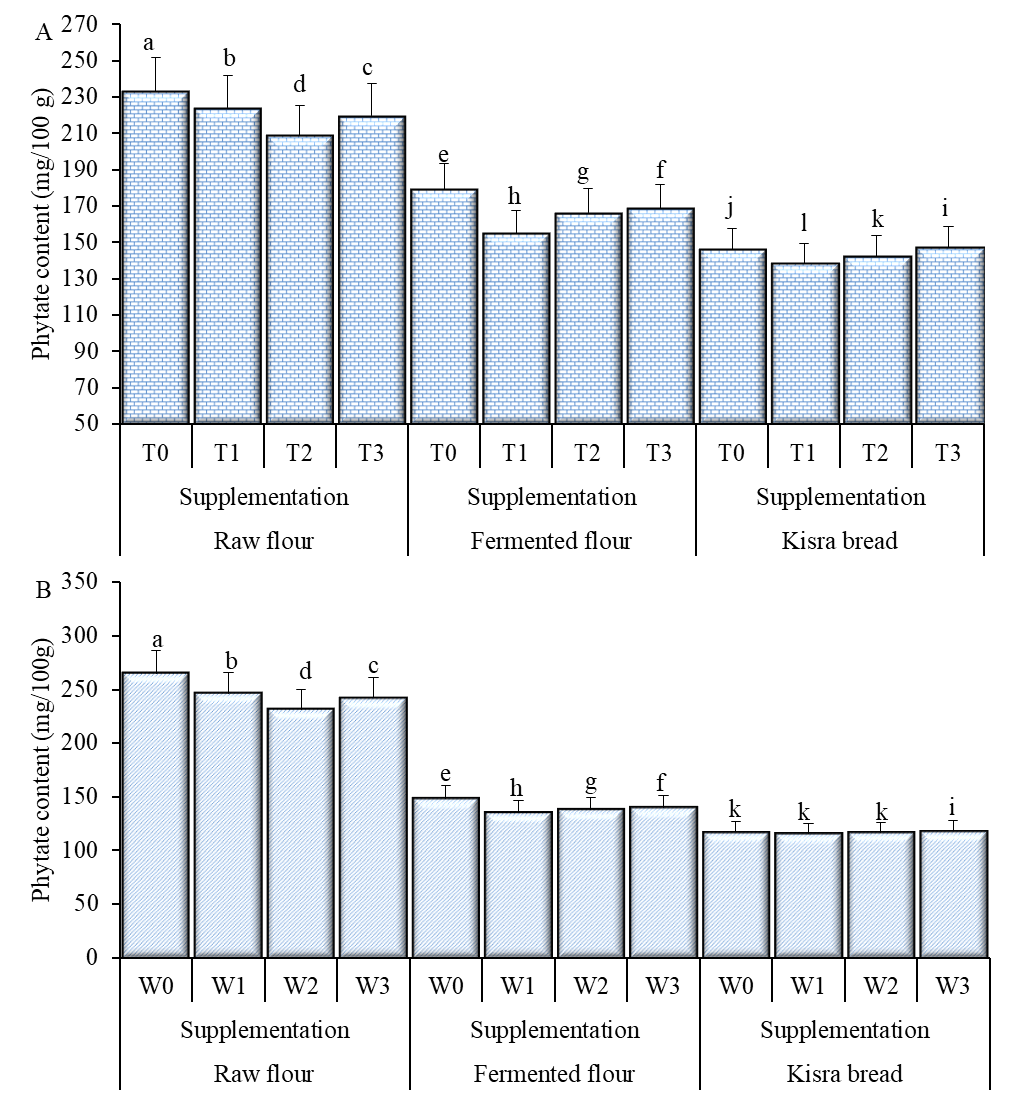 A
Phytate content (mg/100 g)
270
250
230
210
190
170
150
130
110
90
70
50
a
b
d
c
e
h
g
f
j
l
k
i
T0 T1 T2 T3 T0 T1 T2 T3 T0 T1 T2 T3
Supplementation Supplementation Supplementation
Raw flour Fermented flour Kisra bread
B
Phytate content (mg/100g)
350
300
250
200
150
100
50
0
a
b
d
c
e
h
g
f
k
k
k
i
W0 W1 W2 W3 W0 W1 W2 W3 W0 W1 W2 W3
Supplementation Supplementation Supplementation
Raw flour Fermented flour Kisra bread